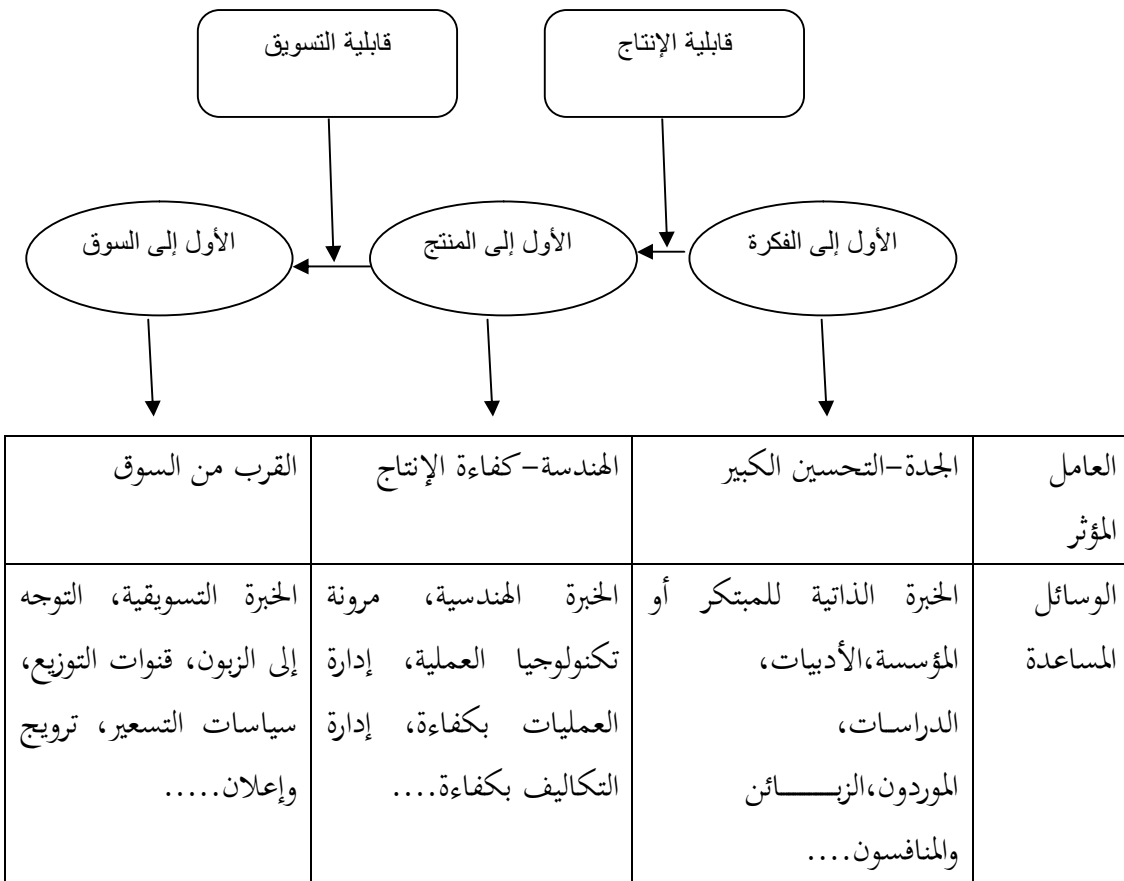 قابلية الإنتاج
قابلية التسويق
الأول إلى الفكرة
الأول إلى المنتج
الأول إلى السوق
العامل
المؤثر
الجدة-التحسين الكبير
الهندسة-كفاءة الإنتاج
القرب من السوق
الوسائل
المساعدة
الخبرة الذاتية للمبتكر أو
المؤسسة،الأدبيات،
الدراسات،
الموردون،الزبائن
والمنافسون....
الخبرة الهندسية، مرونة
تكنولوجيا العملية، إدارة
العمليات بكفاءة، إدارة
التكاليف بكفاءة....
الخبرة التسويقية، التوجه
إلى الزبون، قنوات التوزيع،
سياسات التسعير، ترويج
وإعلان.....